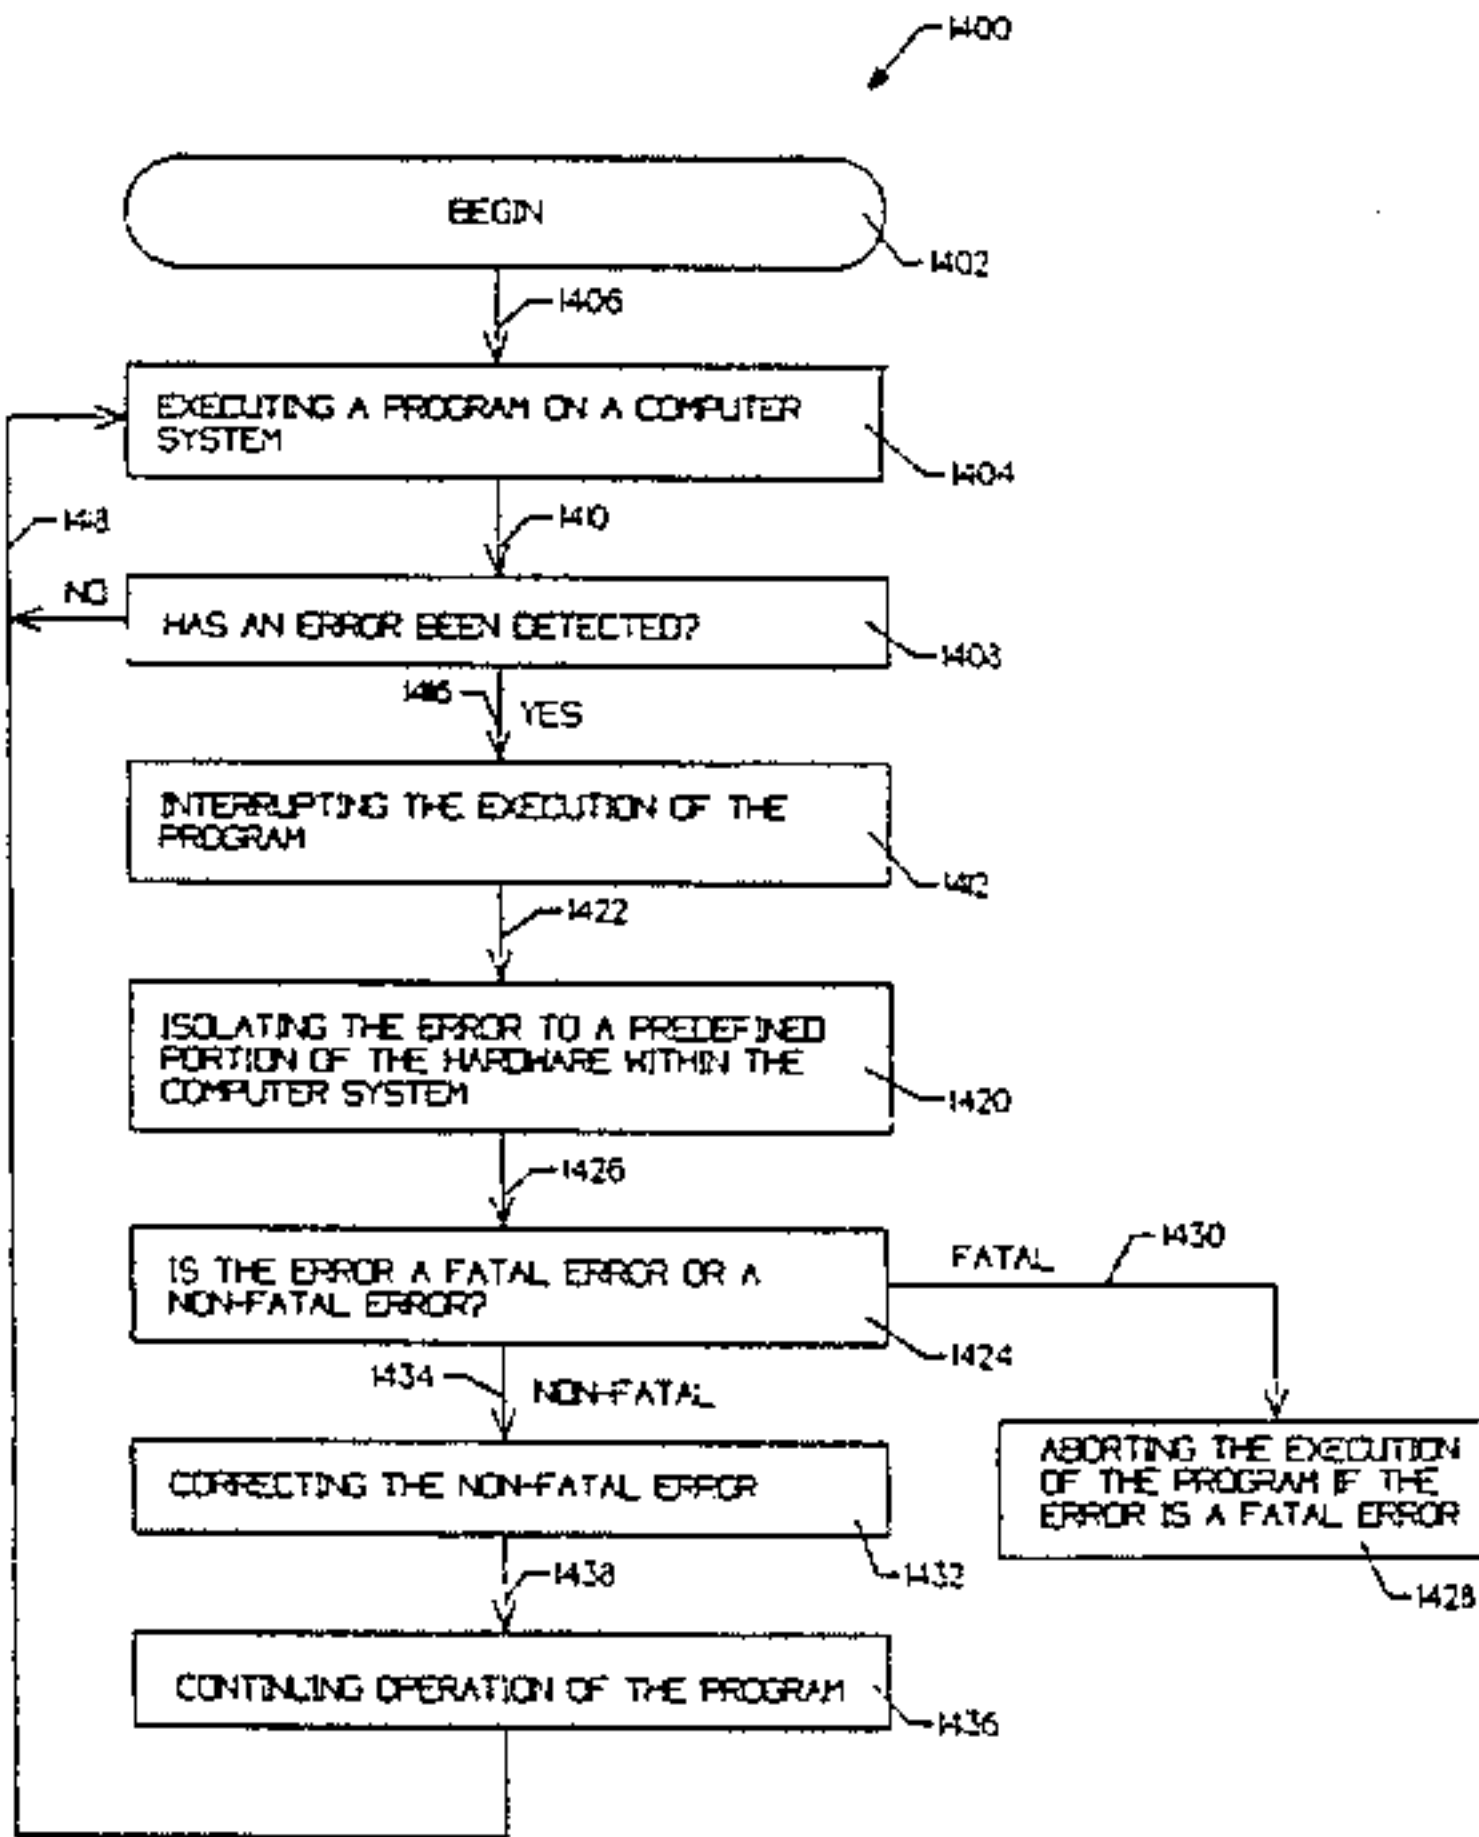 1400
BEGIN
1402
1406
EXECUTING A PROGRAM ON A COMPUTER
SYSTEM
1404
1418
1410
NO
HAS AN ERROR BEEN DETECTED?
1408
1416
YES
INTERRUPTING THE EXECUTION OF THE
PROGRAM
1412
1422
ISOLATING THE ERROR TO A PREDEFINED
PORTION OF THE HARDWARE WITHIN THE
COMPUTER SYSTEM
1420
1426
IS THE ERROR A FATAL ERROR OR A
NON-FATAL ERROR?
1424
FATAL
1430
1434
NON-FATAL
CORRECTING THE NON-FATAL ERROR
1432
ABORTING THE EXECUTION
OF THE PROGRAM IF THE
ERROR IS A FATAL ERROR
1428
1438
CONTINUING OPERATION OF THE PROGRAM
1436